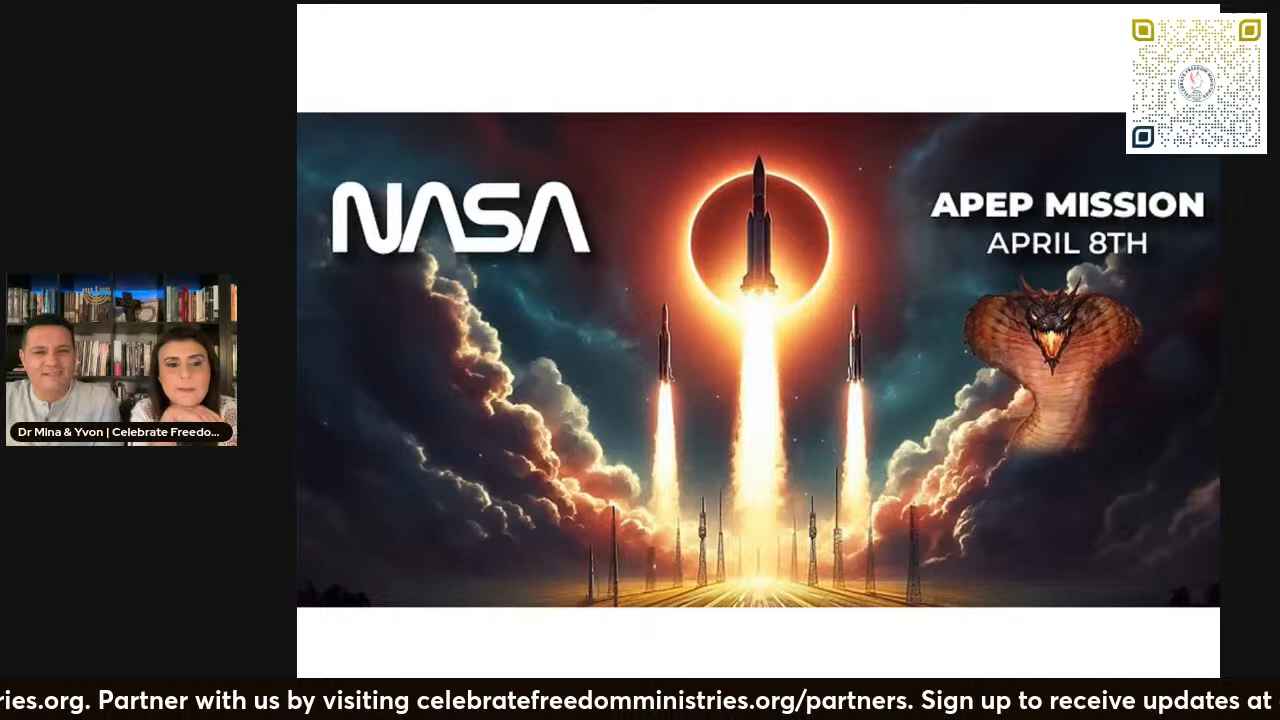 NASA
APEP MISSION
APRIL 8TH
Dr Mina & Yvon | Celebrate Freedo...
ries.org. Partner with us by visiting celebratefreedomministries.org/partners. Sign up to receive updates at